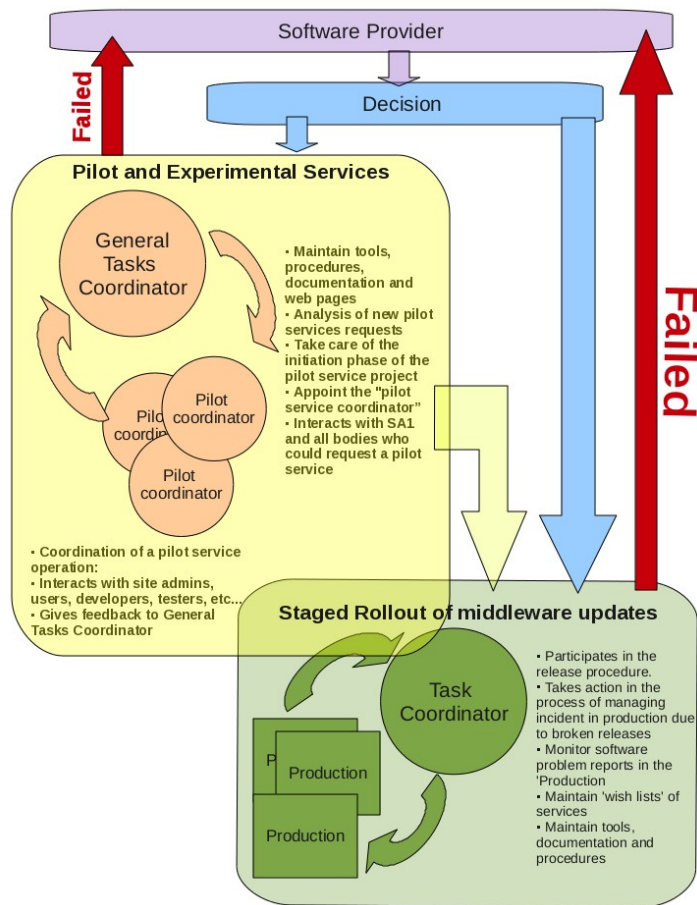 Software Provider
Decision
Failed
Failed
Pilot and Experimental Services
General
Tasks
Coordinator
▪ Maintain tools,
procedures,
documentation and
web pages
▪ Analysis of new pilot
services requests
▪ Take care of the
initiation phase of the
pilot service project
▪ Appoint the "pilot
service coordinator”
▪ Interacts with SA1
and all bodies who
could request a pilot
service
Pilot
coordinator
Pilot
coordinator
▪ Coordination of a pilot service
operation:
▪ Interacts with site admins,
users, developers, testers, etc...
▪ Gives feedback to General
Tasks Coordinator
Staged Rollout of middleware updates
Task
Coordinator
Production
Production
▪ Participates in the
release procedure.
▪ Takes action in the
process of managing
incident in production due
to broken releases
▪ Monitor software
problem reports in the
'Production
▪ Maintain 'wish lists' of
services
▪ Maintain tools,
documentation and
procedures